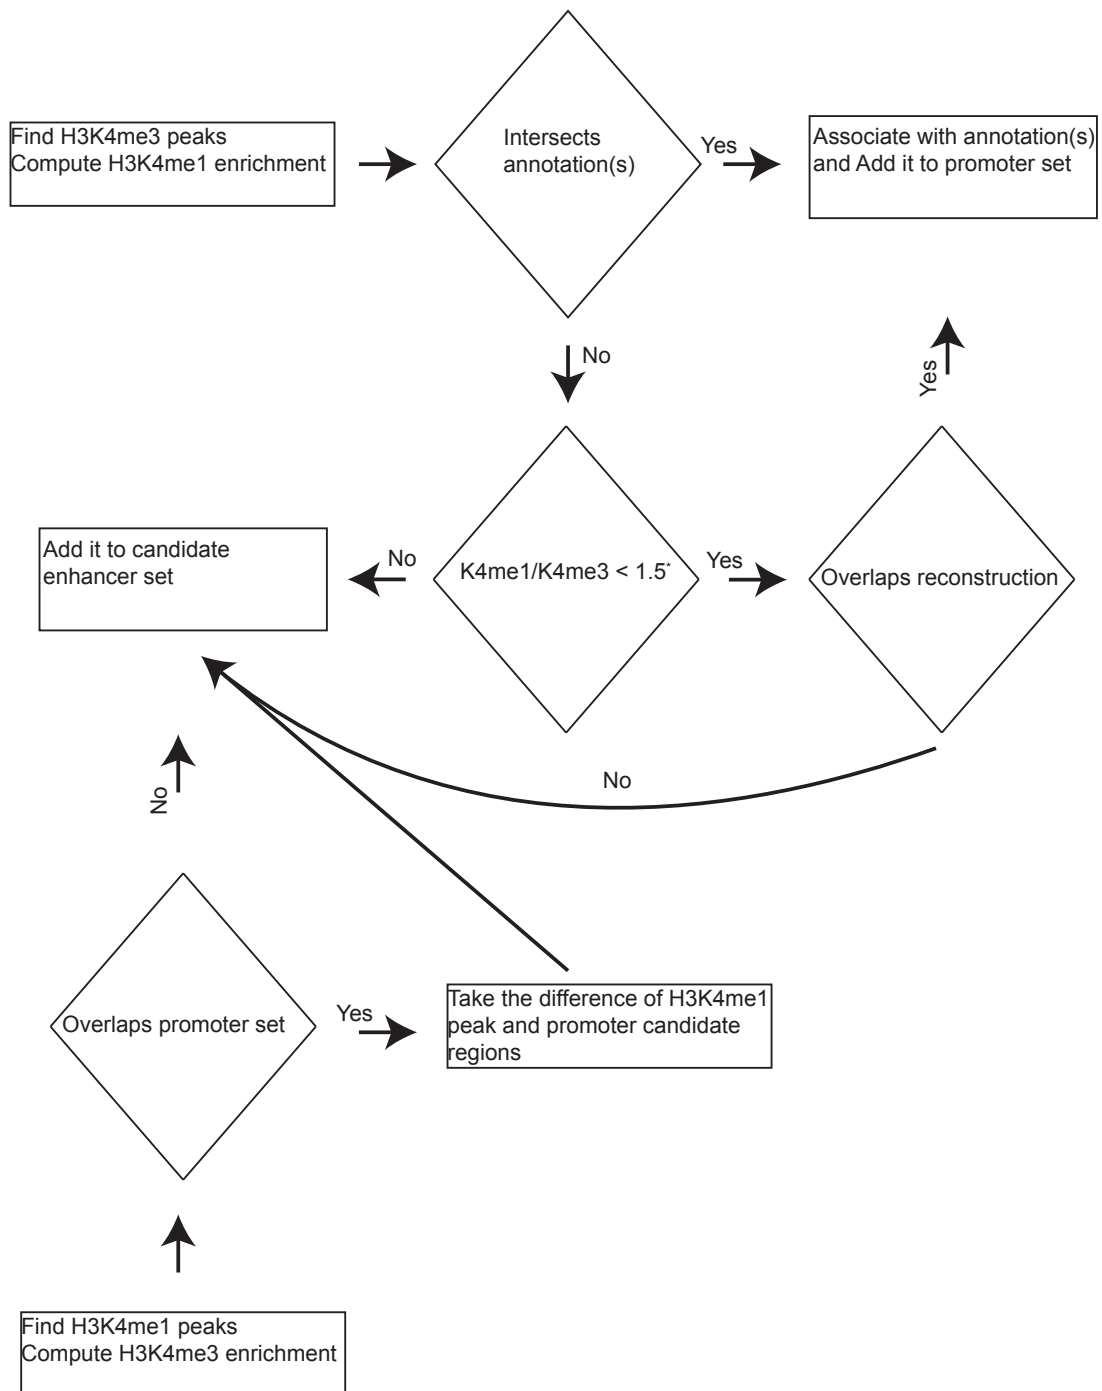 Find H3K4me3 peaks
Compute H3K4me1 enrichment
Intersects
annotation(s)
Yes
Associate with annotation(s)
and Add it to promoter set
No
Yes
Add it to candidate
enhancer set
No
K4me1/K4me3 < 1.5*
Yes
Overlaps reconstruction
No
No
Overlaps promoter set
Yes
Take the difference of H3K4me1
peak and promoter candidate
regions
Find H3K4me1 peaks
Compute H3K4me3 enrichment